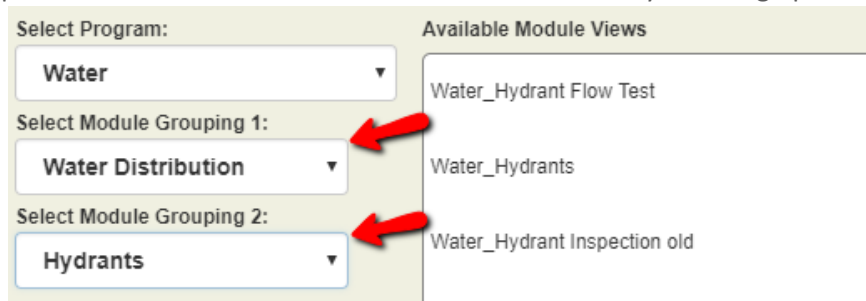 Select Program:
Water
Select Module Grouping 1:
Water Distribution
Select Module Grouping 2:
Hydrants
Available Module Views
Water_Hydrant Flow Test
Water_Hydrants
Water_Hydrant Inspection old